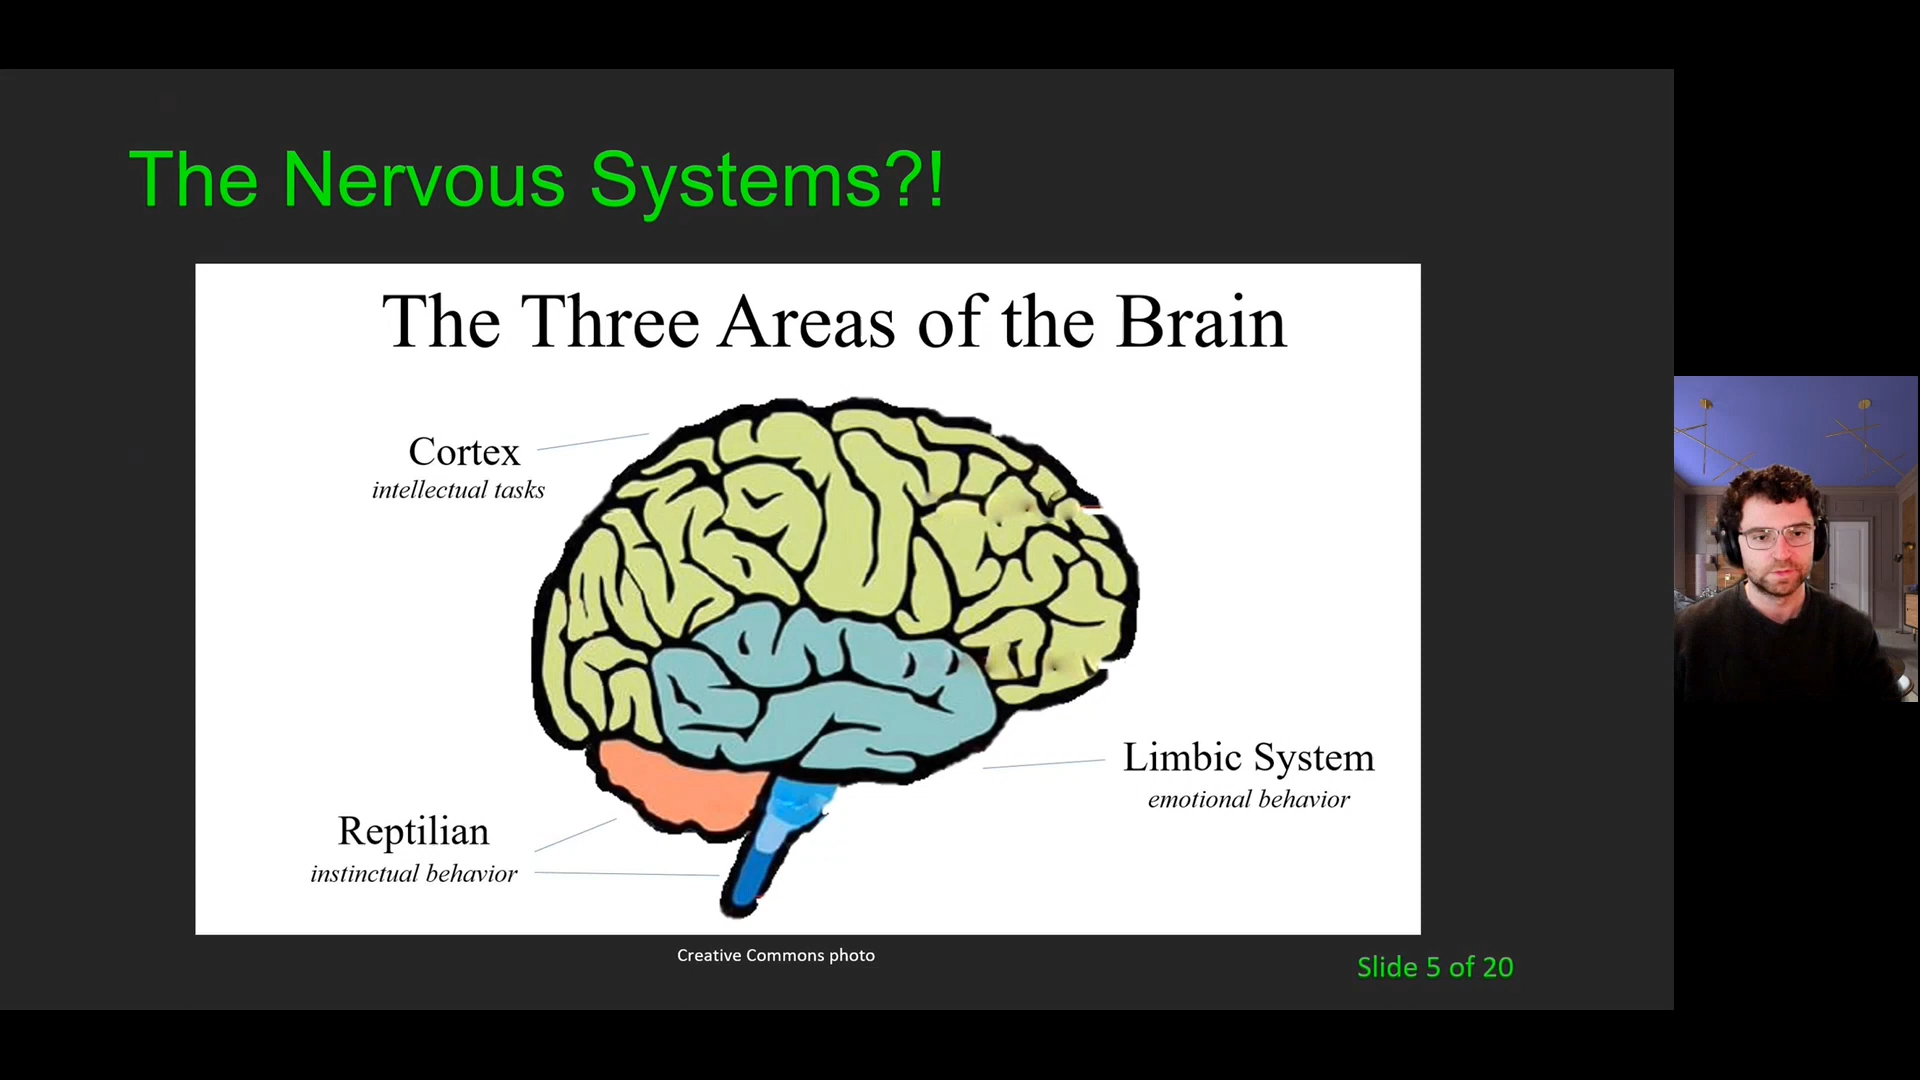 The Nervous Systems?!
The Three Areas of the Brain
Cortex
intellectual tasks
Limbic System
emotional behavior
Reptilian
instinctual behavior
Creative Commons photo
Slide 5 of 20